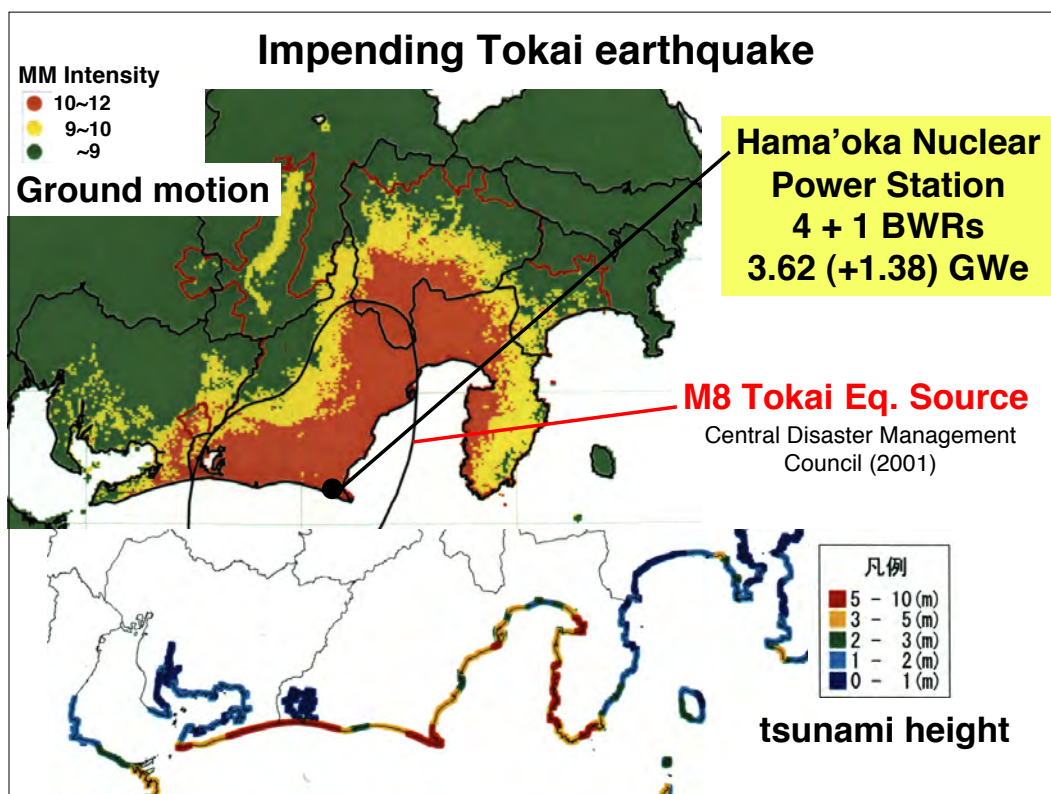 Impending Tokai earthquake
MM Intensity
10~12
9~10
~9
Ground motion
Hama'oka Nuclear
Power Station
4 + 1 BWRs
3.62 (+1.38) GWe
M8 Tokai Eq. Source
Central Disaster Management
Council (2001)
凡例
5 - 10(m)
3 - 5(m)
2 - 3(m)
1 - 2(m)
0 - 1(m)
tsunami height